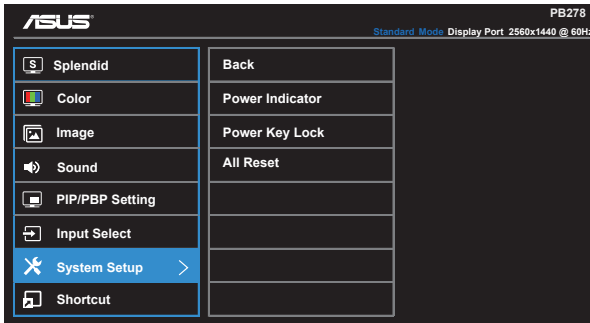 ASUS
PB278
Standard Mode Display Port 2560x1440 @ 60Hz
S Splendid
Color
Image
Sound
PIP/PBP Setting
Input Select
System Setup >
Shortcut
Back
Power Indicator
Power Key Lock
All Reset